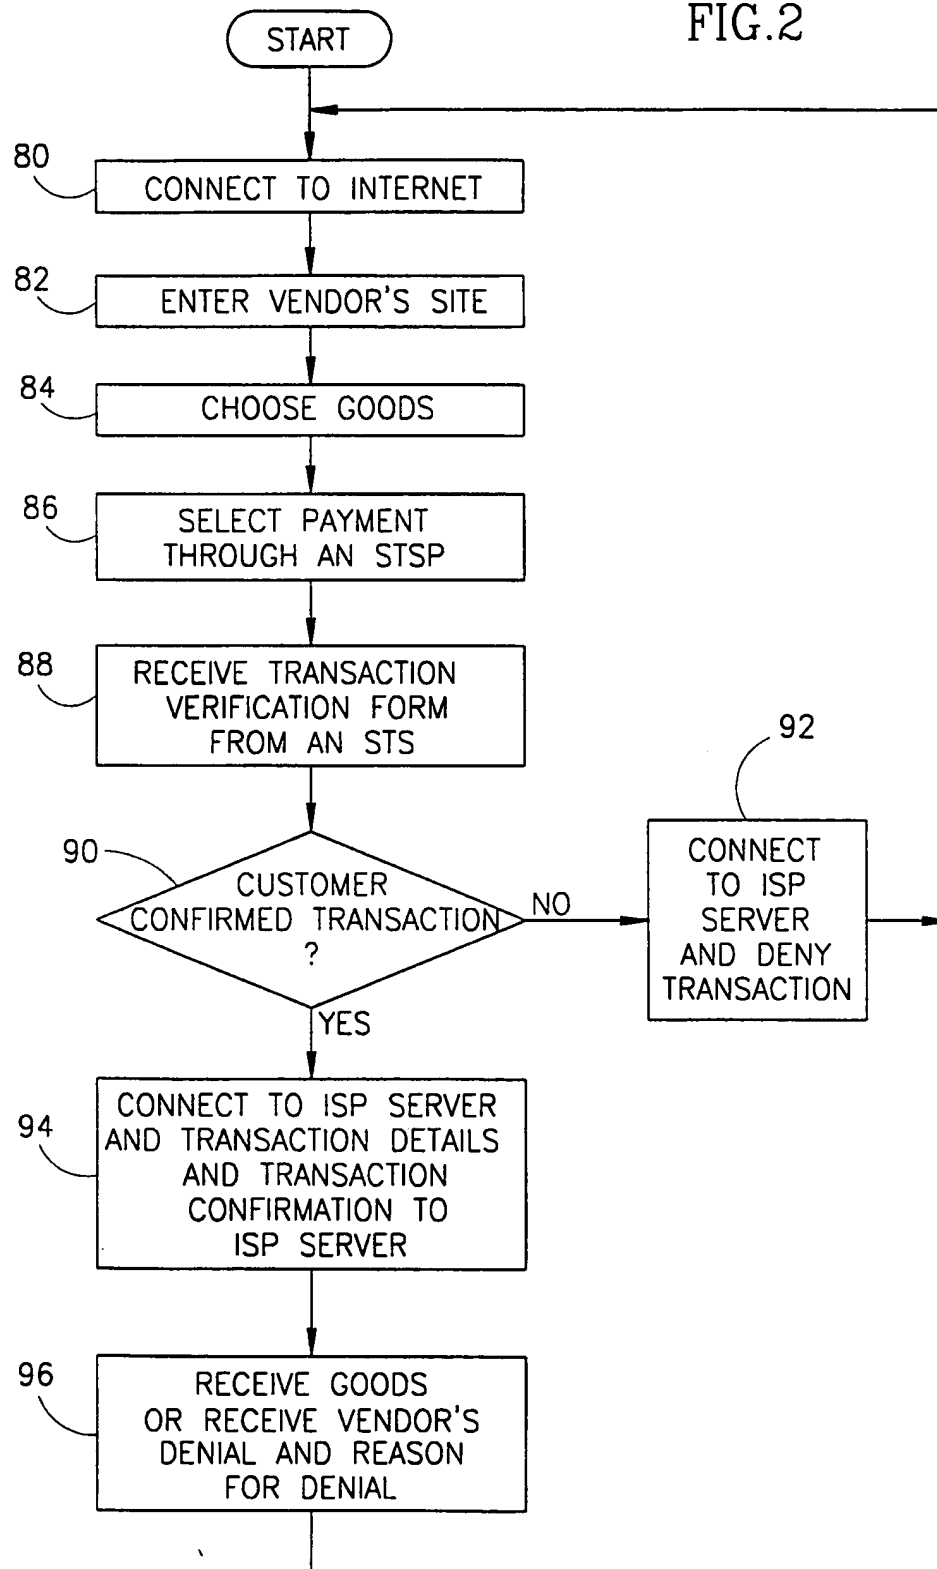 FIG.2
START
80
CONNECT TO INTERNET
82
ENTER VENDOR'S SITE
84
CHOOSE GOODS
86
SELECT PAYMENT
THROUGH AN STSP
88
RECEIVE TRANSACTION
VERIFICATION FORM
FROM AN STS
90
CUSTOMER
CONFIRMED TRANSACTION
?
NO
92
CONNECT
TO ISP
SERVER
AND DENY
TRANSACTION
YES
94
CONNECT TO ISP SERVER
AND TRANSACTION DETAILS
AND TRANSACTION
CONFIRMATION TO
ISP SERVER
96
RECEIVE GOODS
OR RECEIVE VENDOR'S
DENIAL AND REASON
FOR DENIAL